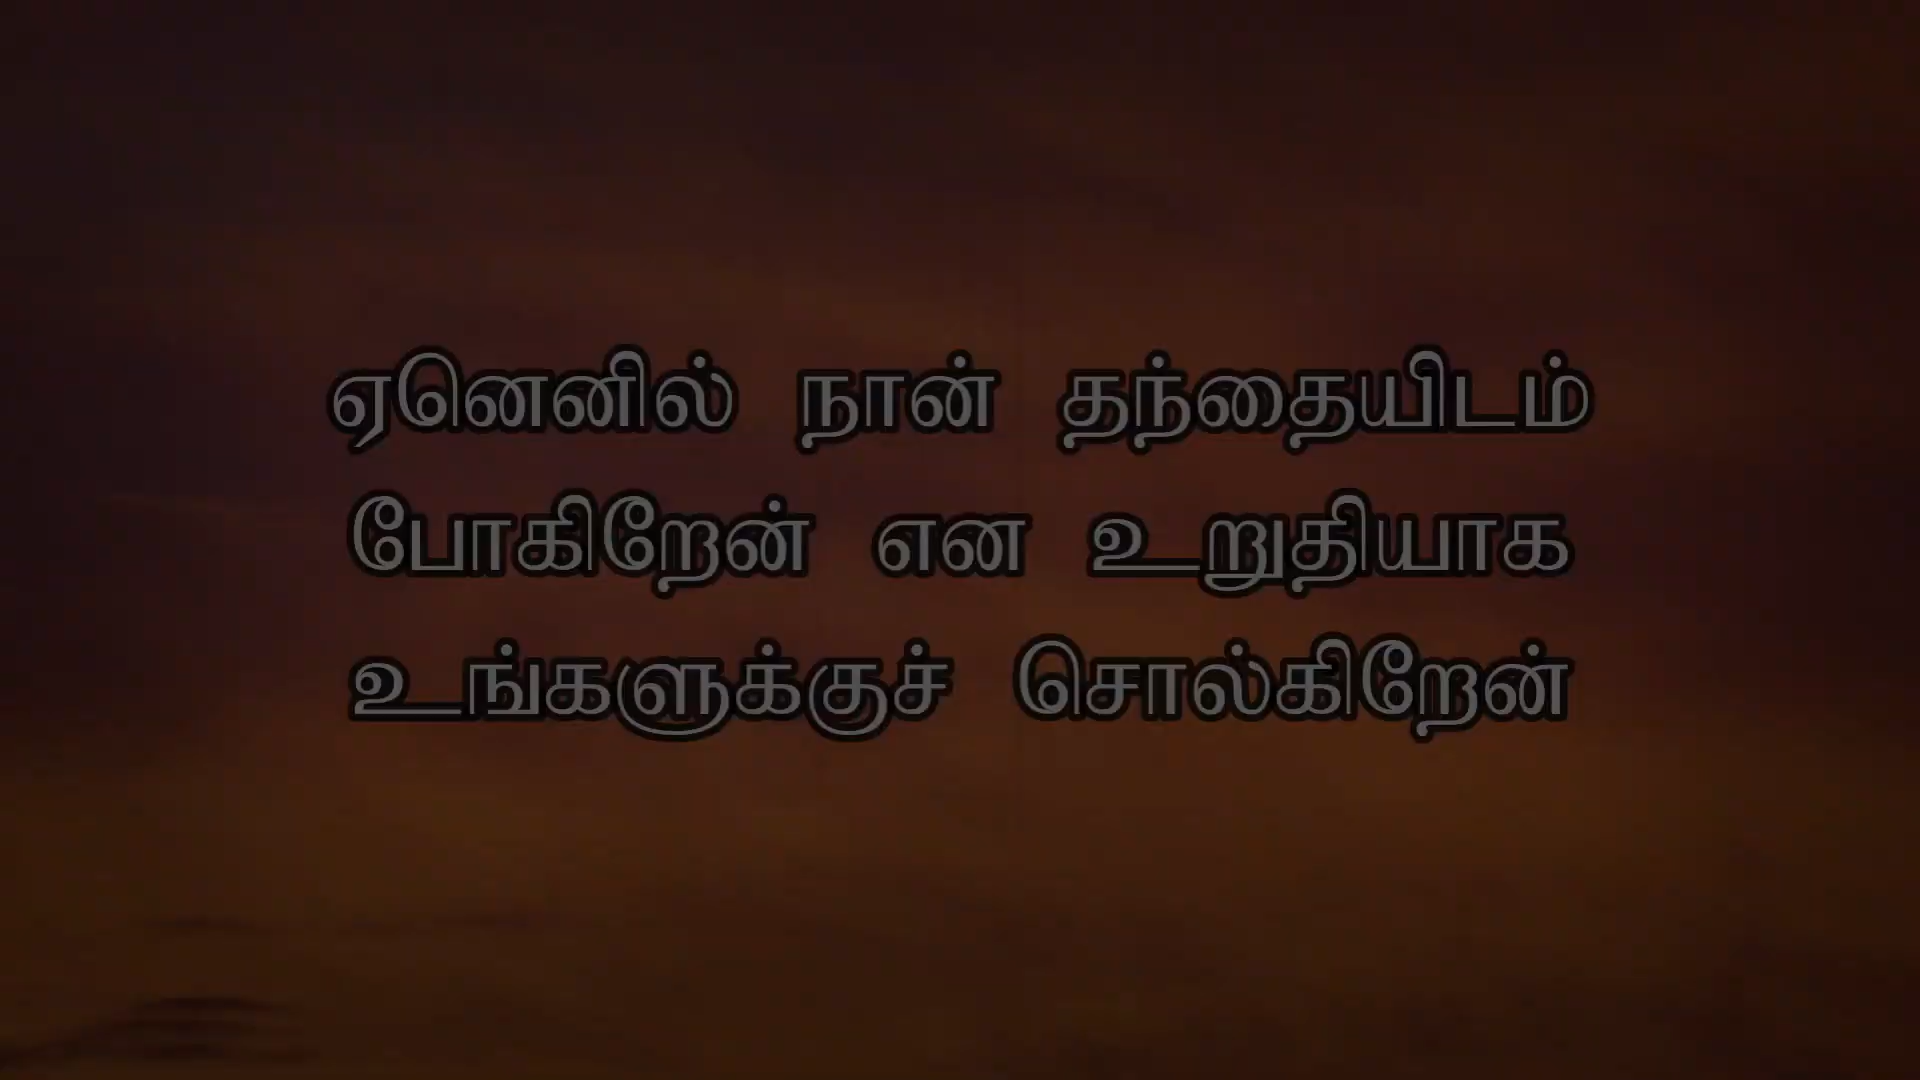 ஏனெனில் நான் தந்தையிடம்
போகிறேன் என உறுதியாக
உங்களுக்குச் சொல்கிறேன்